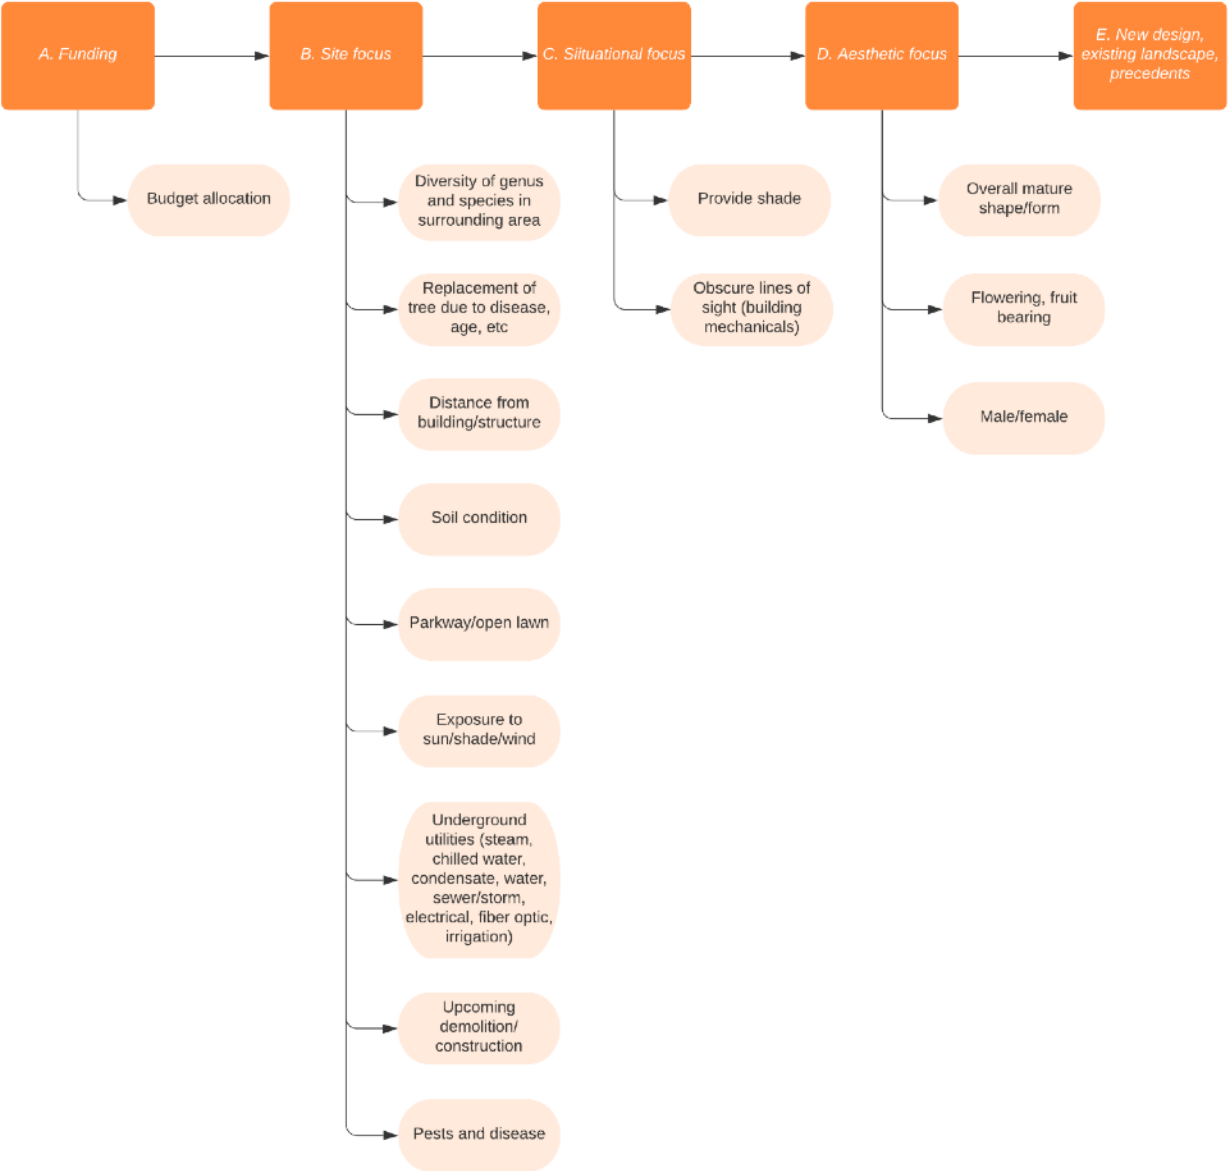 A. Funding
B. Site focus
C. Siituational focus
D. Aesthetic focus
E. New design,
existing landscape,
precedents
Budget allocation
Diversity of genus
and species in
surrounding area
Replacement of
tree due to disease,
age, etc
Distance from
building/structure
Soil condition
Parkway/open lawn
Exposure to
sun/shade/wind
Underground
utilities (steam,
chilled water,
condensate, water,
sewer/storm,
electrical, fiber optic,
irrigation)
Upcoming
demolition/
construction
Pests and disease
Provide shade
Obscure lines of
sight (building
mechanicals)
Overall mature
shape/form
Flowering, fruit
bearing
Male/female